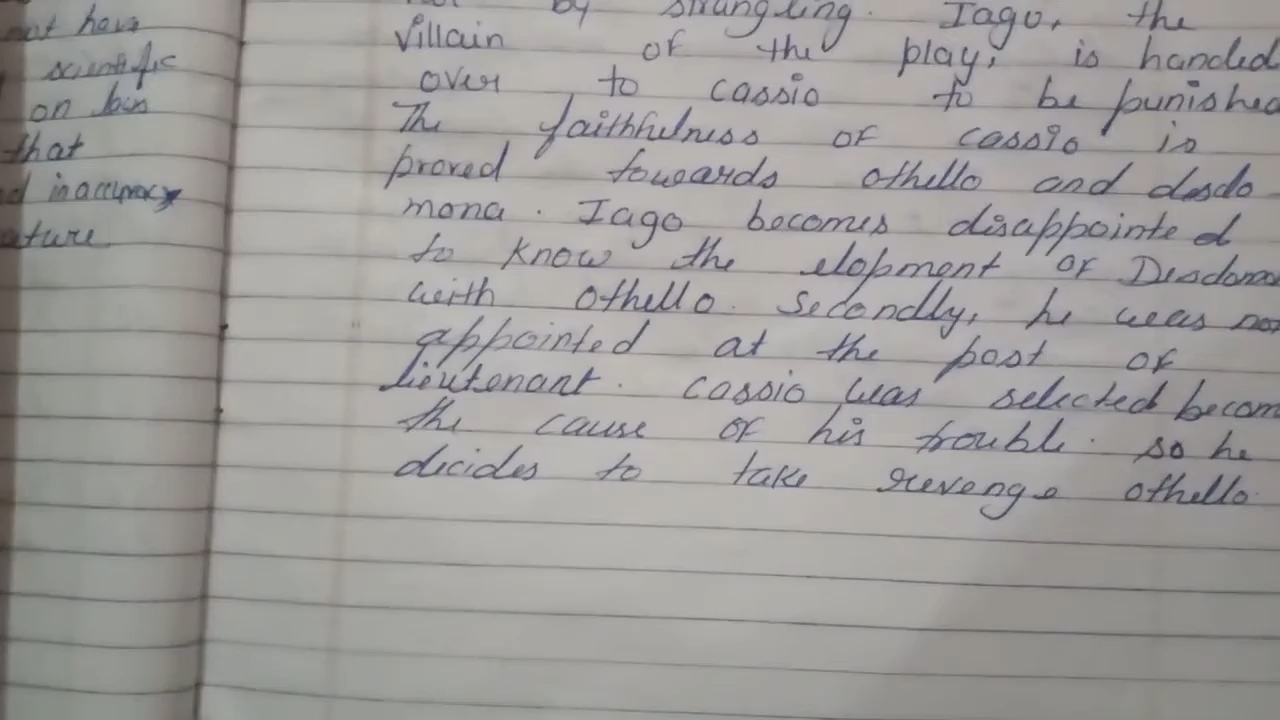 not have
scientific
on
that
inaccuracy
ature
by strangling. Iago, the
villain of the play, is handed
over to cassio to be punished
The faithfulness of cassio is
proved towards othello and desdo
mona. Iago becomes disappointed
to know the elopment of Desdemo
with othello. Secondly, he was not
appointed at the post of
lieutenant. cassio was selected becom
the cause of his trouble. so he
decides to take revenge othello.